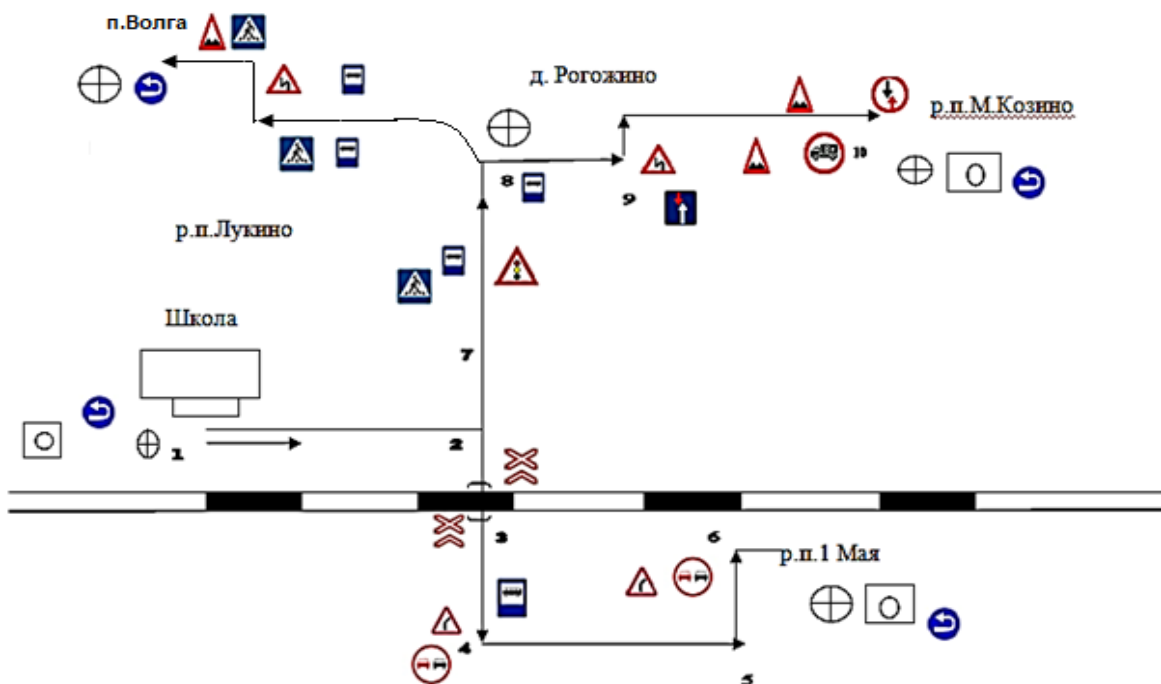 п.Волга
д. Рогожино
р.п.М.Козино
10
8
9
р.п.Лукино
Школа
7
1
2
3
6
р.п.1 Мая
4
5